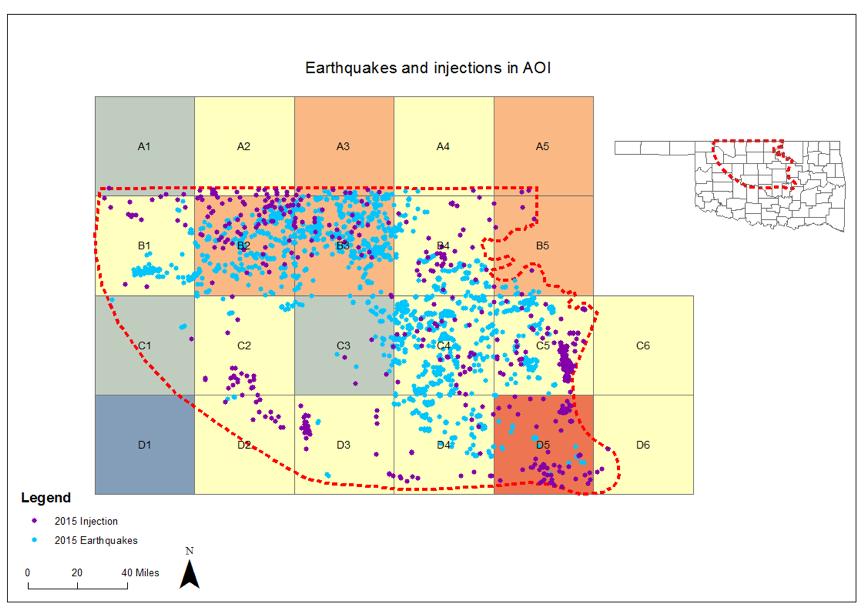 Earthquakes and injections in AOI
A1 A2 A3 A4 A5
B1 B2 B3 B4 B5
C1 C2 C3 C4 C5 C6
D1 D2 D3 D4 D5 D6
Legend
2015 Injection
2015 Earthquakes
N
0 20 40 Miles